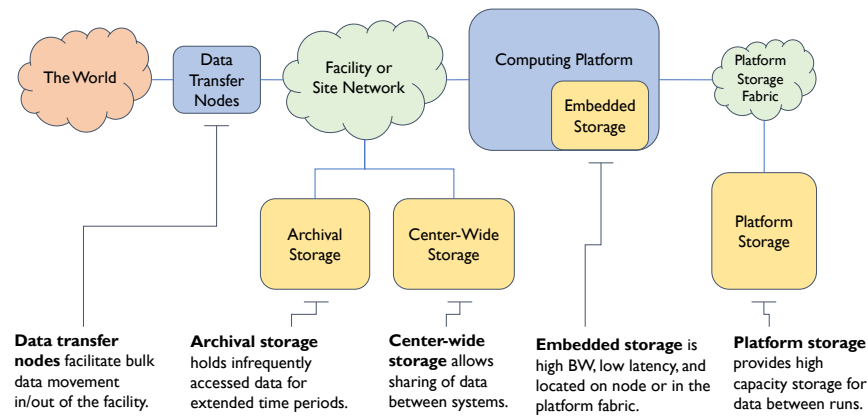 The World
Data
Transfer
Nodes
Facility or
Site Network
Computing Platform
Embedded
Storage
Platform
Storage
Fabric
Archival
Storage
Center-Wide
Storage
Platform
Storage
Data transfer
nodes facilitate bulk
data movement
in/out of the facility.
Archival storage
holds infrequently
accessed data for
extended time periods.
Center-wide
storage allows
sharing of data
between systems.
Embedded storage is
high BW, low latency, and
located on node or in the
platform fabric.
Platform storage
provides high
capacity storage for
data between runs.